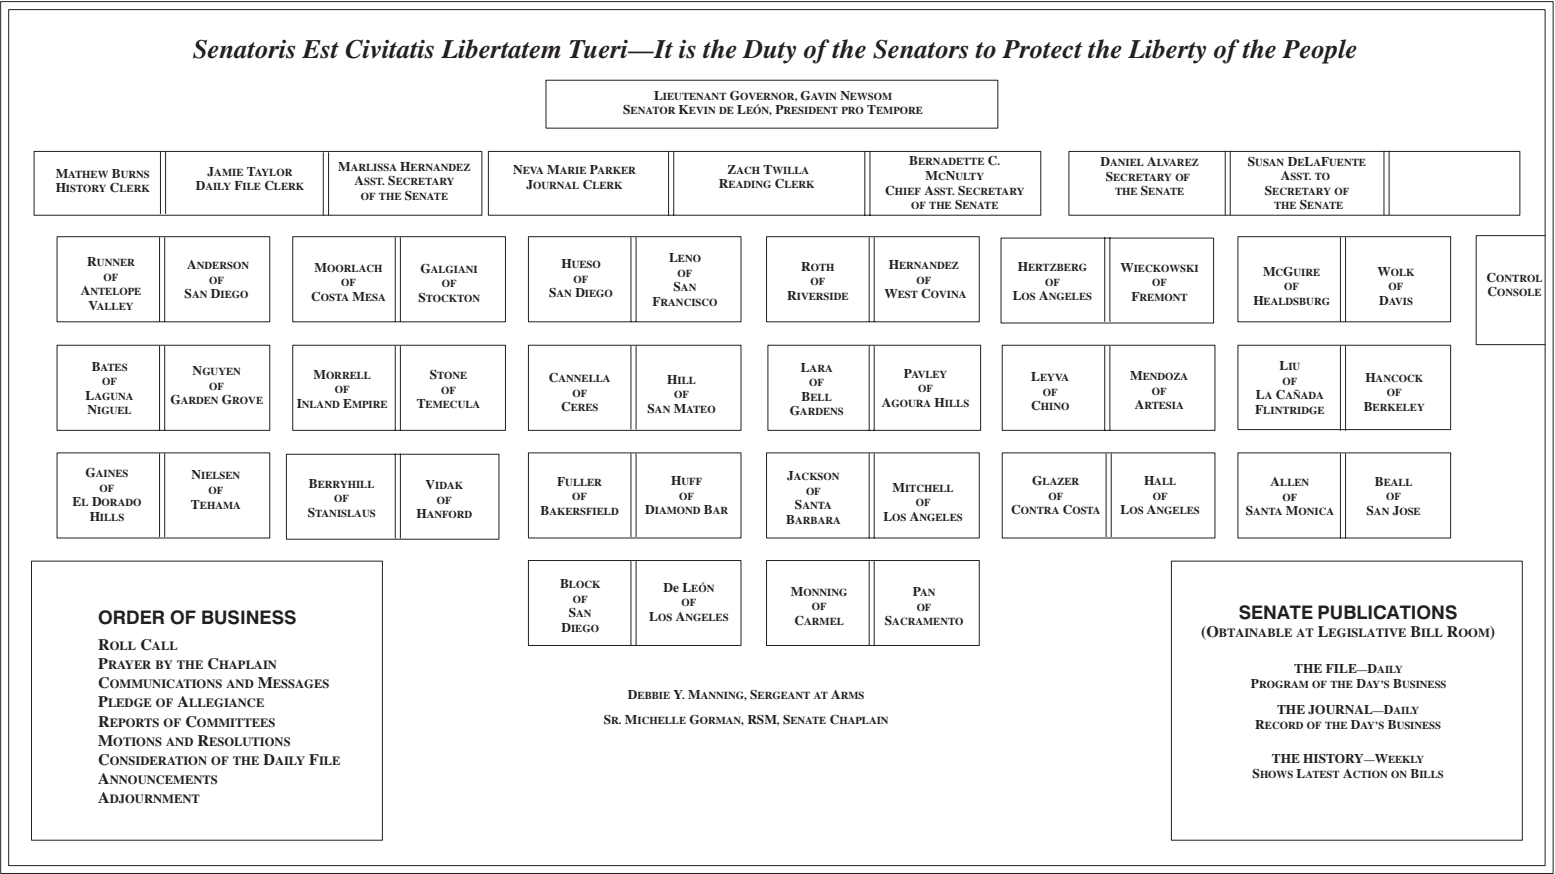 Senatoris Est Civitatis Libertatem Tueri—It is the Duty of the Senators to Protect the Liberty of the People
LIEUTENANT GOVERNOR, GAVIN NEWSOM
SENATOR KEVIN DE LEÓN, PRESIDENT PRO TEMPORE
MATHEW BURNS
HISTORY CLERK
JAMIE TAYLOR
DAILY FILE CLERK
MARLISSA HERNANDEZ
ASST. SECRETARY
OF THE SENATE
NEVA MARIE PARKER
JOURNAL CLERK
ZACH TWILLA
READING CLERK
BERNADETTE C.
MCNULTY
CHIEF ASST. SECRETARY
OF THE SENATE
DANIEL ALVAREZ
SECRETARY OF
THE SENATE
SUSAN DELAFUENTE
ASST. TO
SECRETARY OF
THE SENATE
RUNNER
OF
ANTELOPE
VALLEY
ANDERSON
OF
SAN DIEGO
MOORLACH
OF
COSTA MESA
GALGIANI
OF
STOCKTON
HUESO
OF
SAN DIEGO
LENO
OF
SAN
FRANCISCO
ROTH
OF
RIVERSIDE
HERNANDEZ
OF
WEST COVINA
HERTZBERG
OF
LOS ANGELES
WIECKOWSKI
OF
FREMONT
MCGUIRE
OF
HEALDSBURG
WOLK
OF
DAVIS
CONTROL
CONSOLE
BATES
OF
LAGUNA
NIGUEL
NGUYEN
OF
GARDEN GROVE
MORRELL
OF
INLAND EMPIRE
STONE
OF
TEMECULA
CANNELLA
OF
CERES
HILL
OF
SAN MATEO
LARA
OF
BELL
GARDENS
PAVLEY
OF
AGOURA HILLS
LEYVA
OF
CHINO
MENDOZA
OF
ARTESIA
LIU
OF
LA CAÑADA
FLINTRIDGE
HANCOCK
OF
BERKELEY
GAINES
OF
EL DORADO
HILLS
NIELSEN
OF
TEHAMA
BERRYHILL
OF
STANISLAUS
VIDAK
OF
HANFORD
FULLER
OF
BAKERSFIELD
HUFF
OF
DIAMOND BAR
JACKSON
OF
SANTA
BARBARA
MITCHELL
OF
LOS ANGELES
GLAZER
OF
CONTRA COSTA
HALL
OF
LOS ANGELES
ALLEN
OF
SANTA MONICA
BEALL
OF
SAN JOSE
BLOCK
OF
SAN
DIEGO
De LEÓN
OF
LOS ANGELES
MONNING
OF
CARMEL
PAN
OF
SACRAMENTO
ORDER OF BUSINESS
ROLL CALL
PRAYER BY THE CHAPLAIN
COMMUNICATIONS AND MESSAGES
PLEDGE OF ALLEGIANCE
REPORTS OF COMMITTEES
MOTIONS AND RESOLUTIONS
CONSIDERATION OF THE DAILY FILE
ANNOUNCEMENTS
ADJOURNMENT
DEBBIE Y. MANNING, SERGEANT AT ARMS
SR. MICHELLE GORMAN, RSM, SENATE CHAPLAIN
SENATE PUBLICATIONS
(OBTAINABLE AT LEGISLATIVE BILL ROOM)
THE FILE—DAILY
PROGRAM OF THE DAY'S BUSINESS
THE JOURNAL—DAILY
RECORD OF THE DAY'S BUSINESS
THE HISTORY—WEEKLY
SHOWS LATEST ACTION ON BILLS